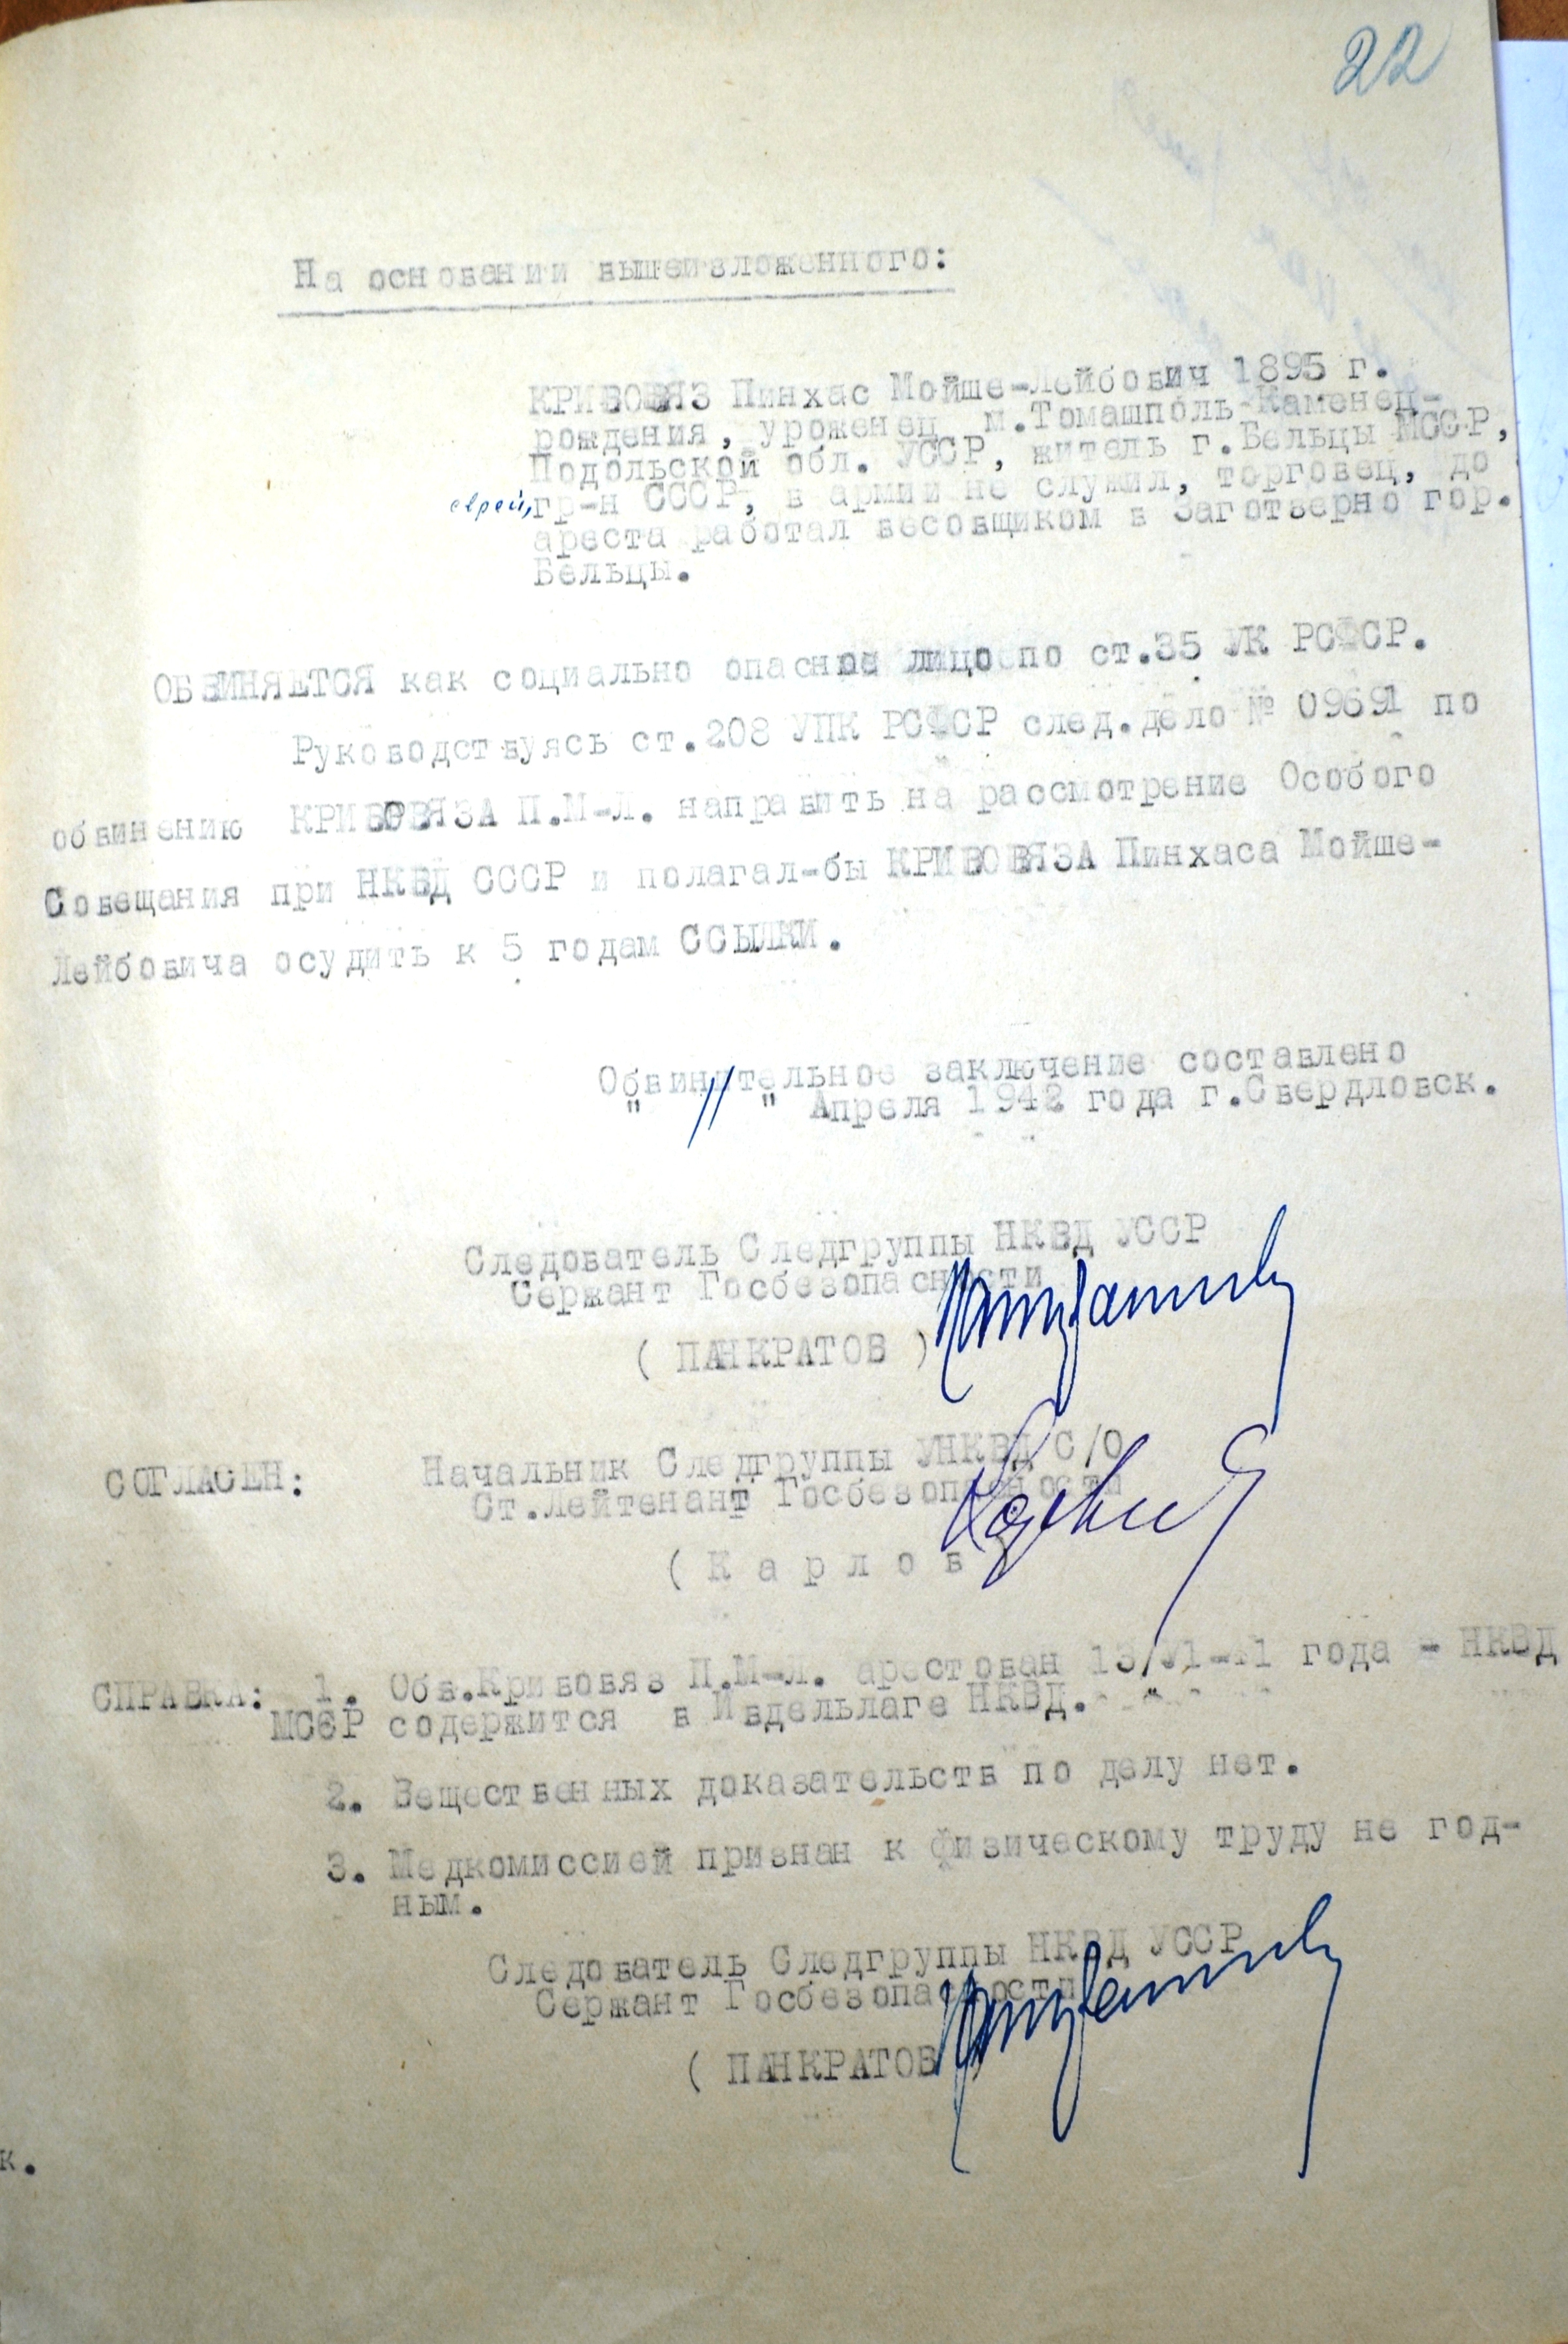 22
На основании вышеизложенного:
КРИВОВЯЗ Пинхас Мойше-Лейбович 1895 г.
рождения, уроженец м.Томашполь Каменец-
Подольской обл. УССР, житель г.Бельцы МССР,
еврей, гр-н СССР, в армии не служил, торговец, до
ареста работал весовщиком в Заготзерно гор.
Бельцы.
ОБВИНЯЕТСЯ как социально опасное лицо по ст.35 УК РСФСР.
Руководствуясь ст.208 УПК РСФСР след.дело № 09691 по
обвинению КРИВОВЯЗА П.М-Л. направить на рассмотрение Особого
Совещания при НКВД СССР и полагал-бы КРИВОВЯЗА Пинхаса Мойше-
Лейбовича осудить к 5 годам ССЫЛКИ.
Обвинительное заключение составлено
" 11 " Апреля 1942 года г.Свердловск.
Следователь Следгруппы НКВД УССР
Сержант Госбезопасности
( ПАНКРАТОВ )
СОГЛАСЕН: Начальник Следгруппы УНКВД С/О
Ст.Лейтенант Госбезопасности
( К а р л о в )
СПРАВКА: 1. Обв.Кривовяз П.М-л. арестован 13/У1-41 года - НКВД
МССР содержится в Ивдельлаге НКВД.
2. Вещественных доказательств по делу нет.
3. Медкомиссией признан к физическому труду не год-
ным.
Следователь Следгруппы НКВД УССР
Сержант Госбезопасности
( ПАНКРАТОВ
к.